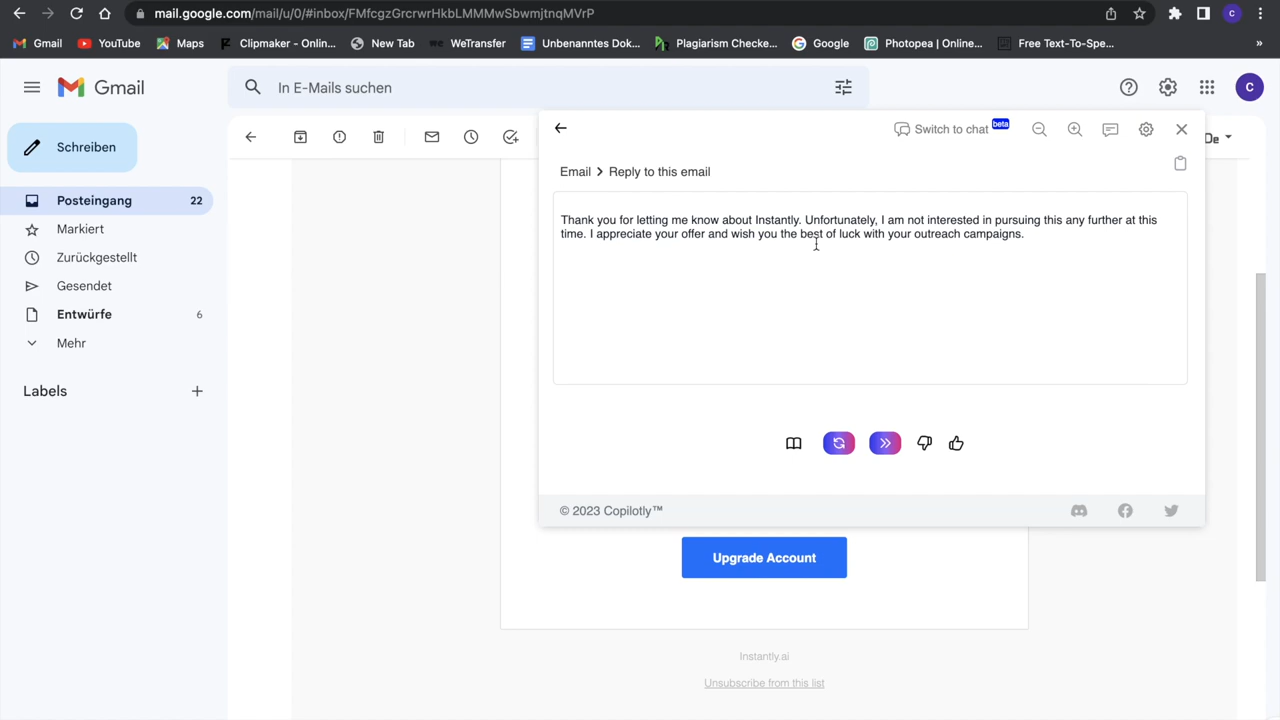 mail.google.com/mail/u/0/#inbox/FMfcgzGrcrwrHkbLMMMwSbwmjtnqMVrP
C
Gmail
YouTube
Maps
Clipmaker - Onlin...
New Tab
WeTransfer
Unbenanntes Dok...
Plagiarism Checke...
Google
Photopea | Online...
Free Text-To-Spe...
»
Gmail
In E-Mails suchen
C
Schreiben
Posteingang 22
Markiert
Zurückgestellt
Gesendet
Entwürfe 6
Mehr
Labels
Switch to chat beta
De
Email > Reply to this email
Thank you for letting me know about Instantly. Unfortunately, I am not interested in pursuing this any further at this
time. I appreciate your offer and wish you the best of luck with your outreach campaigns.
© 2023 Copilotly™
Upgrade Account
Instantly.ai
Unsubscribe from this list